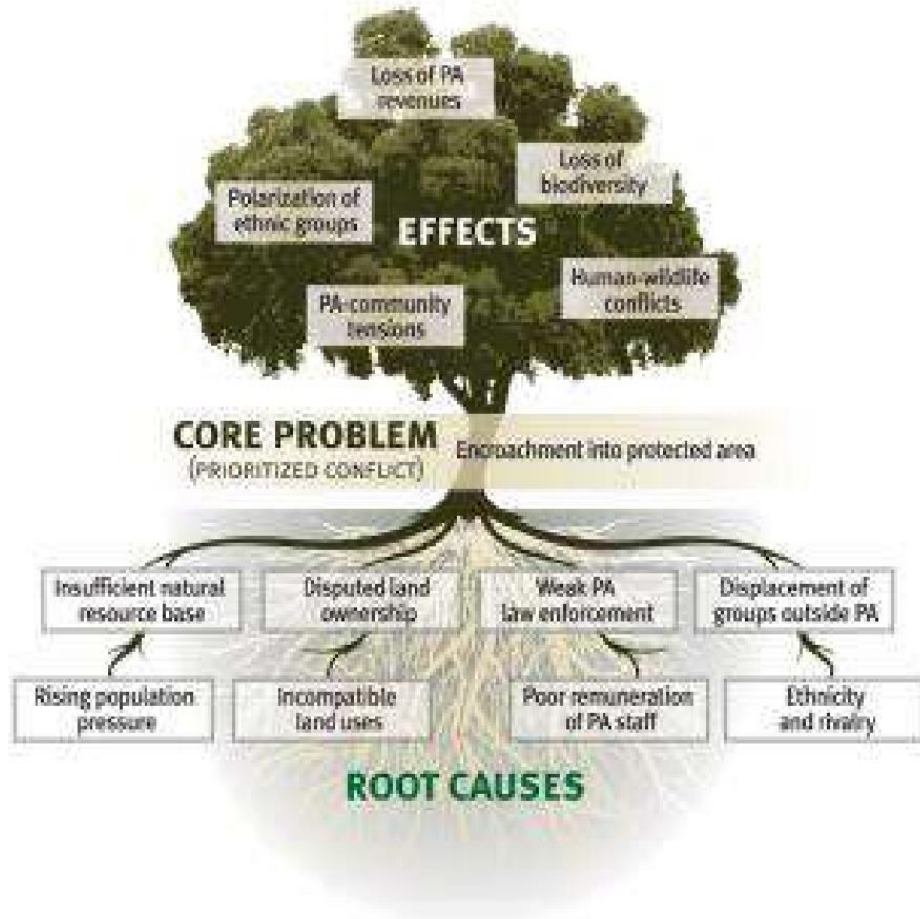 Loss of PA
revenues
Loss of
biodiversity
Polarization of
ethnic groups
EFFECTS
Human-wildlife
conflicts
PA-community
tensions
CORE PROBLEM
(PRIORITIZED CONFLICT)
Encroachment into protected area
Insufficient natural
resource base
Disputed land
ownership
Weak PA
law enforcement
Displacement of
groups outside PA
Rising population
pressure
Incompatible
land uses
Poor remuneration
of PA staff
Ethnicity
and rivalry
ROOT CAUSES